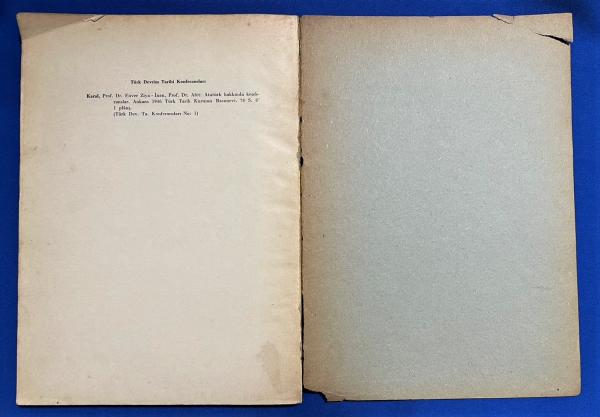 Türk Devrim Tarihi Konferansları
Karal, Prof. Dr. Enver Ziya - İnan, Prof. Dr. Afet: Atatürk hakkında konfe-
ranslar. Ankara 1946 Türk Tarih Kurumu Basımevi. 74 S. 8°
1 plânş.
(Türk Dev. Ta. Konferansları No: 1)